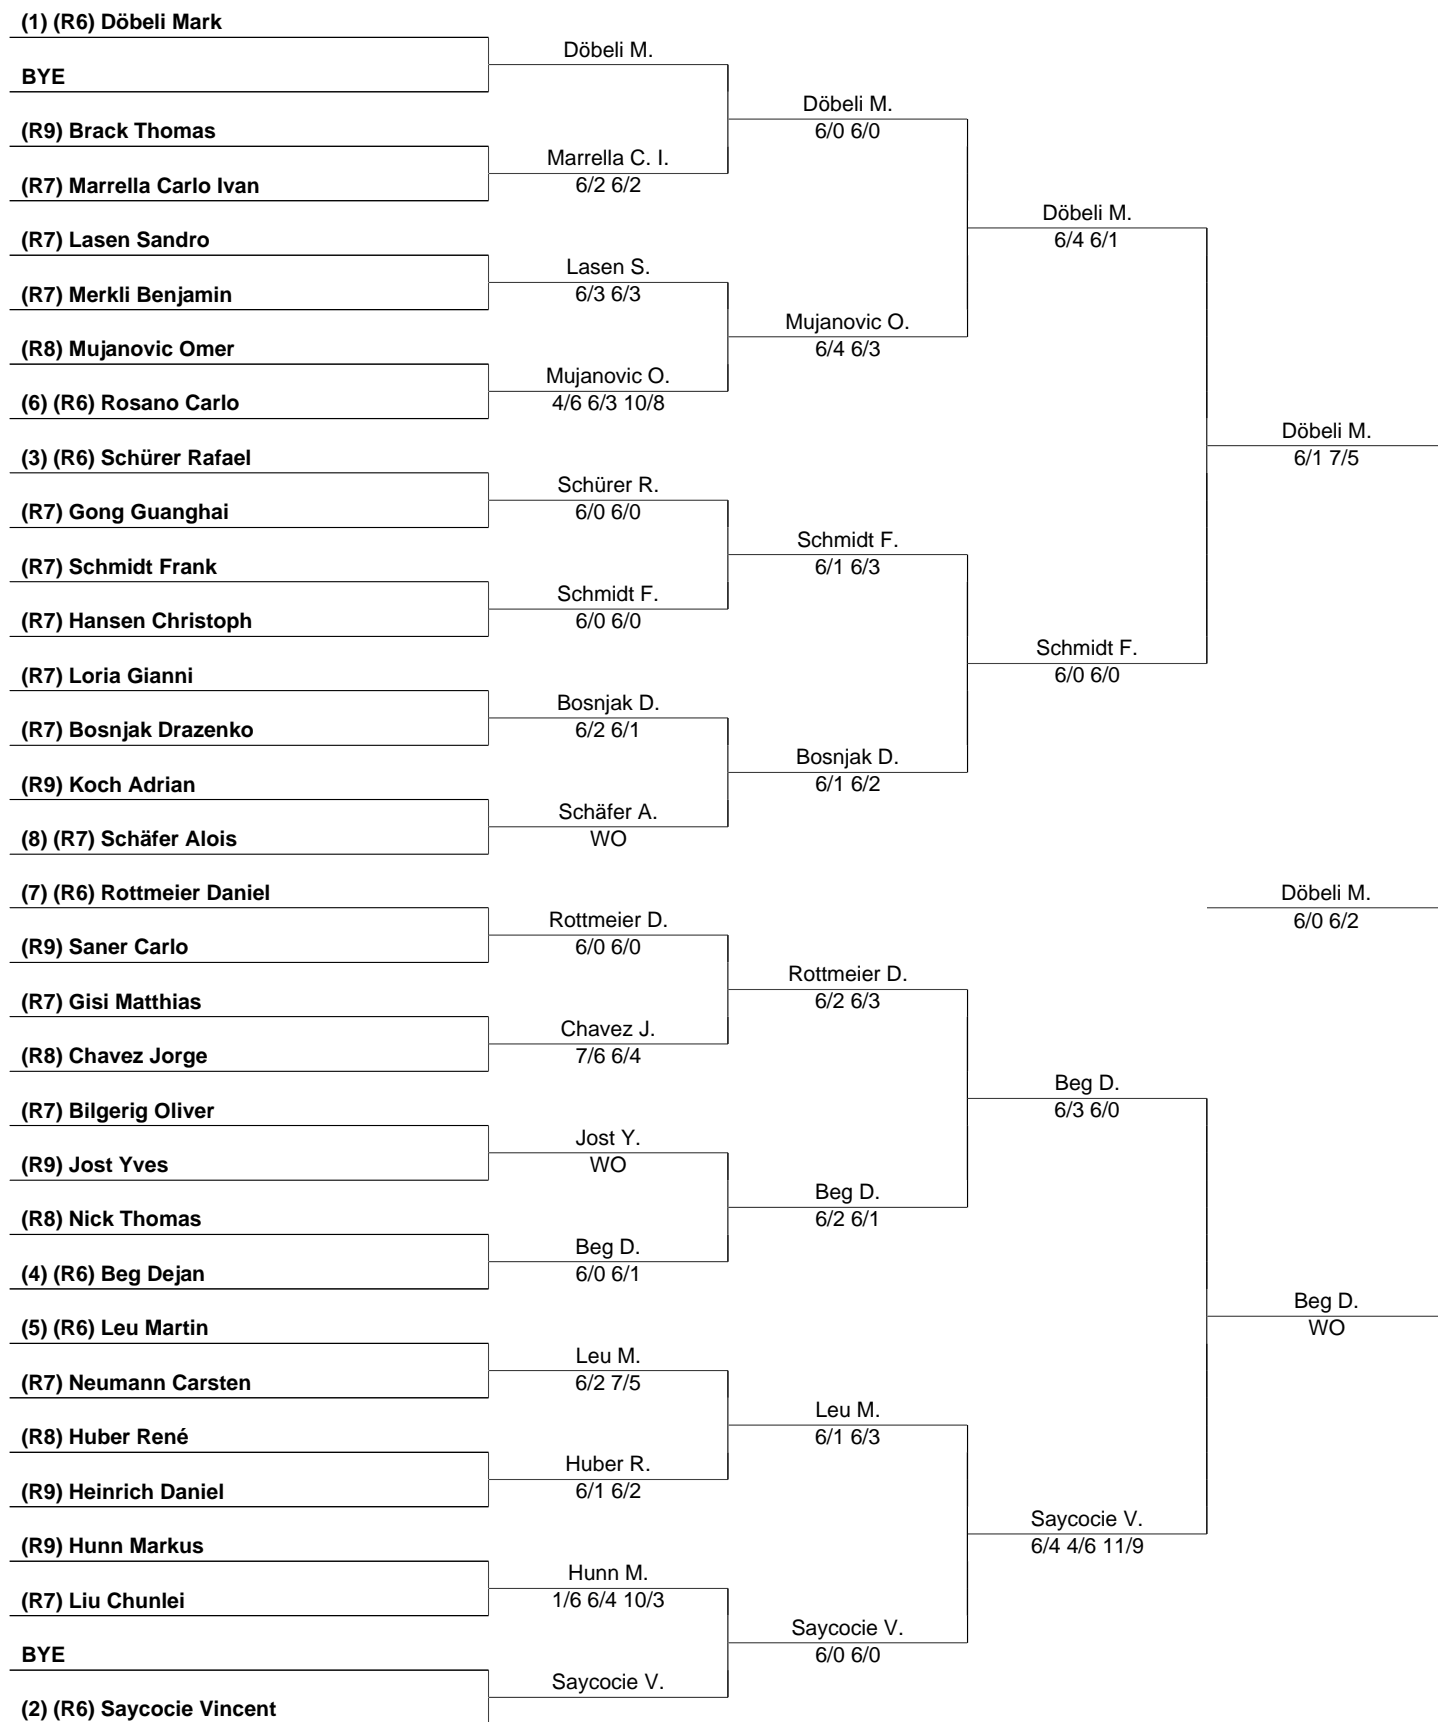 (1) (R6) Döbeli Mark
BYE
(R9) Brack Thomas
(R7) Marrella Carlo Ivan
(R7) Lasen Sandro
(R7) Merkli Benjamin
(R8) Mujanovic Omer
(6) (R6) Rosano Carlo
(3) (R6) Schürer Rafael
(R7) Gong Guanghai
(R7) Schmidt Frank
(R7) Hansen Christoph
(R7) Loria Gianni
(R7) Bosnjak Drazenko
(R9) Koch Adrian
(8) (R7) Schäfer Alois
(7) (R6) Rottmeier Daniel
(R9) Saner Carlo
(R7) Gisi Matthias
(R8) Chavez Jorge
(R7) Bilgerig Oliver
(R9) Jost Yves
(R8) Nick Thomas
(4) (R6) Beg Dejan
(5) (R6) Leu Martin
(R7) Neumann Carsten
(R8) Huber René
(R9) Heinrich Daniel
(R9) Hunn Markus
(R7) Liu Chunlei
BYE
(2) (R6) Saycocie Vincent
Döbeli M.
Marrella C. I.
6/2 6/2
Lasen S.
6/3 6/3
Mujanovic O.
4/6 6/3 10/8
Schürer R.
6/0 6/0
Schmidt F.
6/0 6/0
Bosnjak D.
6/2 6/1
Schäfer A.
WO
Rottmeier D.
6/0 6/0
Chavez J.
7/6 6/4
Jost Y.
WO
Beg D.
6/0 6/1
Leu M.
6/2 7/5
Huber R.
6/1 6/2
Hunn M.
1/6 6/4 10/3
Saycocie V.
Döbeli M.
6/0 6/0
Mujanovic O.
6/4 6/3
Schmidt F.
6/1 6/3
Bosnjak D.
6/1 6/2
Rottmeier D.
6/2 6/3
Beg D.
6/2 6/1
Leu M.
6/1 6/3
Saycocie V.
6/0 6/0
Döbeli M.
6/4 6/1
Schmidt F.
6/0 6/0
Beg D.
6/3 6/0
Saycocie V.
6/4 4/6 11/9
Döbeli M.
6/1 7/5
Döbeli M.
6/0 6/2
Beg D.
WO